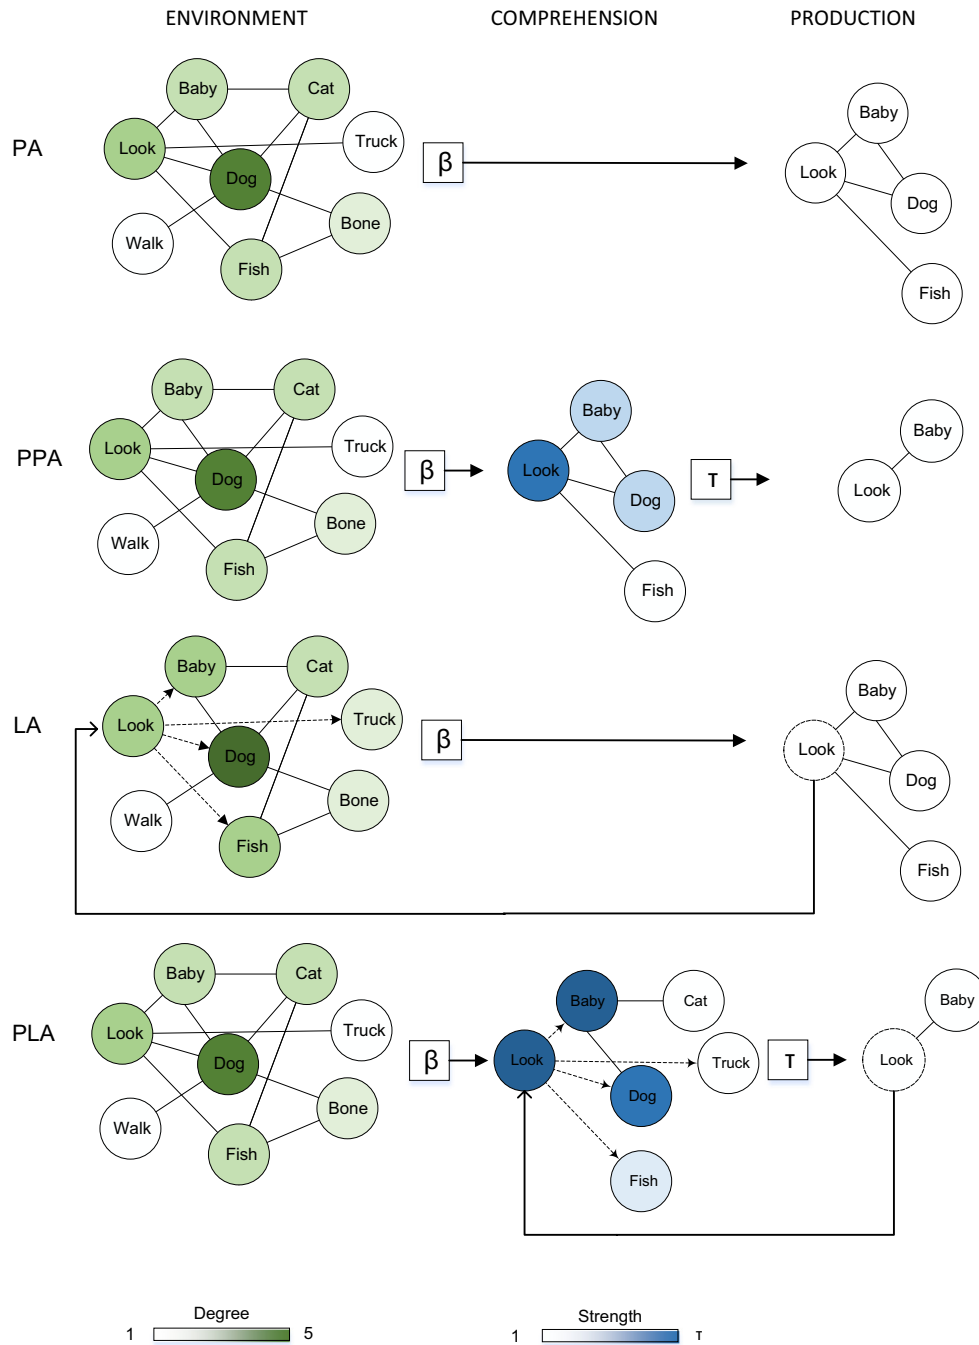 ENVIRONMENT COMPREHENSION PRODUCTION
PA
Baby Cat
Look Truck
Dog
Walk Bone
Fish
β
Baby
Look
Dog
Fish
PPA
Baby Cat
Look Truck
Dog
Walk Bone
Fish
β
Baby
Look
Dog
Fish
τ
Baby
Look
LA
Baby Cat
Look Truck
Dog
Walk Bone
Fish
β
Baby
Look
Dog
Fish
PLA
Baby Cat
Look Truck
Dog
Walk Bone
Fish
β
Baby Cat
Look Truck
Dog
Fish
τ
Baby
Look
Degree
1 5
Strength
1 τ